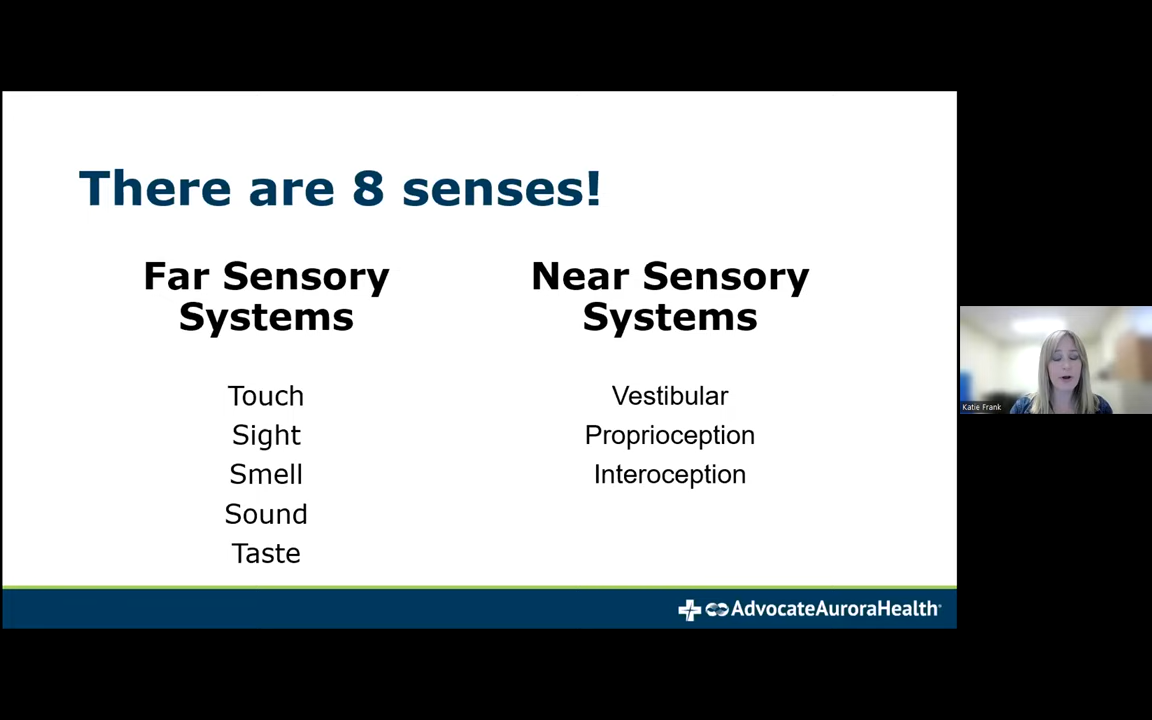 There are 8 senses!
Far Sensory
Systems
Touch
Sight
Smell
Sound
Taste
Near Sensory
Systems
Vestibular
Proprioception
Interoception
AdvocateAuroraHealth®
Katie Frank